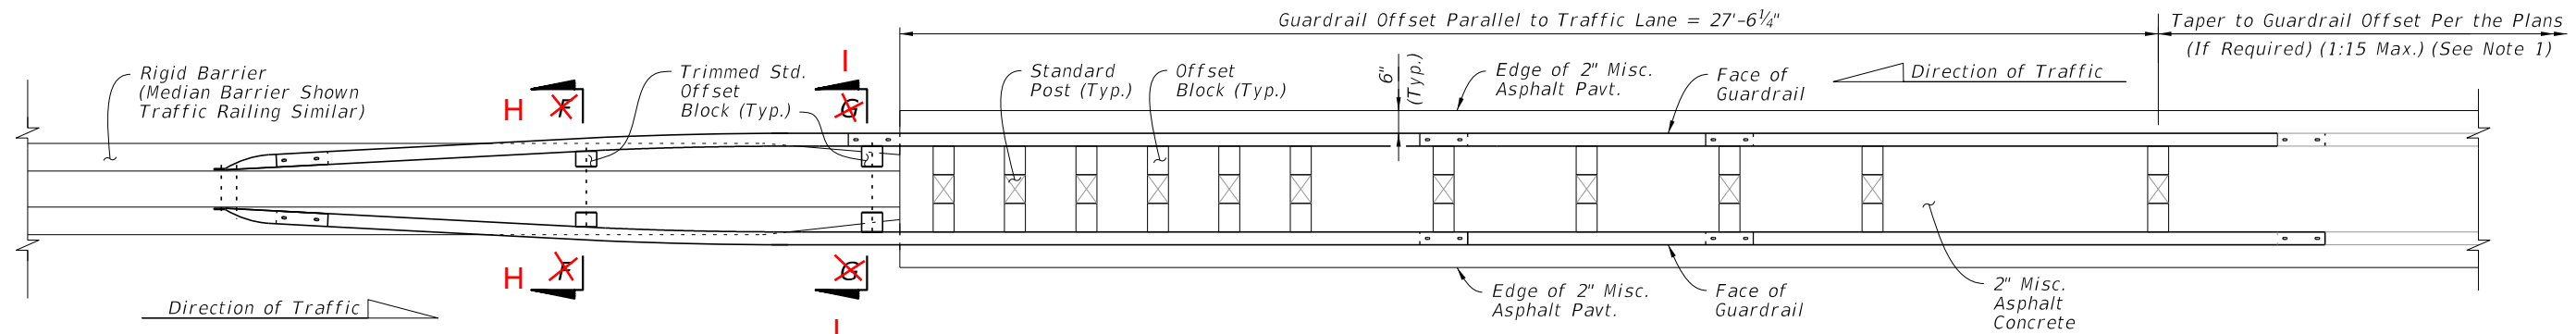 Guardrail Offset Parallel to Traffic Lane = 27'-6¼"
Taper to Guardrail Offset Per the Plans
(If Required) (1:15 Max.) (See Note 1)
Rigid Barrier
(Median Barrier Shown
Traffic Railing Similar)
H
F
Trimmed Std.
Offset
Block (Typ.)
I
G
Standard
Post (Typ.)
Offset
Block (Typ.)
6"
(Typ.)
Edge of 2" Misc.
Asphalt Pavt.
Face of
Guardrail
Direction of Traffic
H
F
G
I
Direction of Traffic
Edge of 2" Misc.
Asphalt Pavt.
Face of
Guardrail
2" Misc.
Asphalt
Concrete